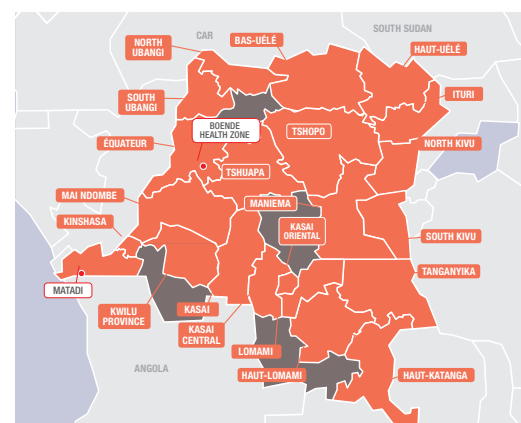 CAR
SOUTH SUDAN
NORTH
UBANGI
BAS-UÉLÉ
HAUT-UÉLÉ
SOUTH
UBANGI
ITURI
BOENDE
HEALTH ZONE
TSHOPO
ÉQUATEUR
NORTH KIVU
TSHUAPA
MAI NDOMBE
MANIEMA
KINSHASA
KASAI
ORIENTAL
SOUTH KIVU
TANGANYIKA
MATADI
KWILU
PROVINCE
KASAI
KASAI
CENTRAL
LOMAMI
ANGOLA
HAUT-LOMAMI
HAUT-KATANGA